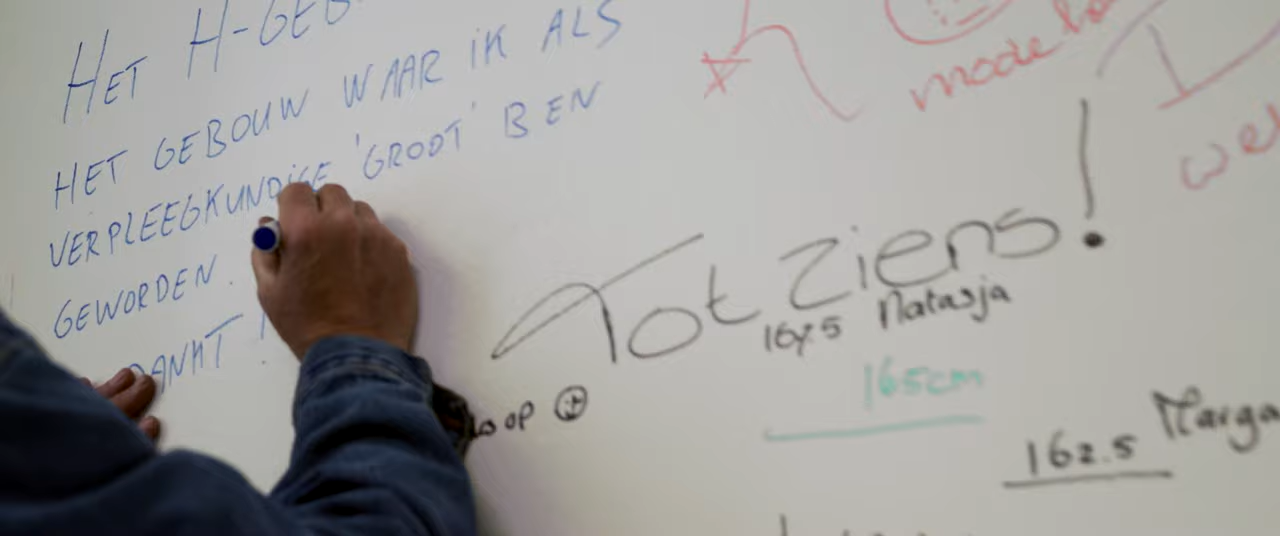 HET H-GEB
HET GEBOUW WAAR IK ALS
VERPLEEGKUNDIGE 'GROOT' BEN
GEWORDEN.
DANKT!
mode
we
Tot Ziens!
167.5 Natasja
165cm
op
162.5 Marga